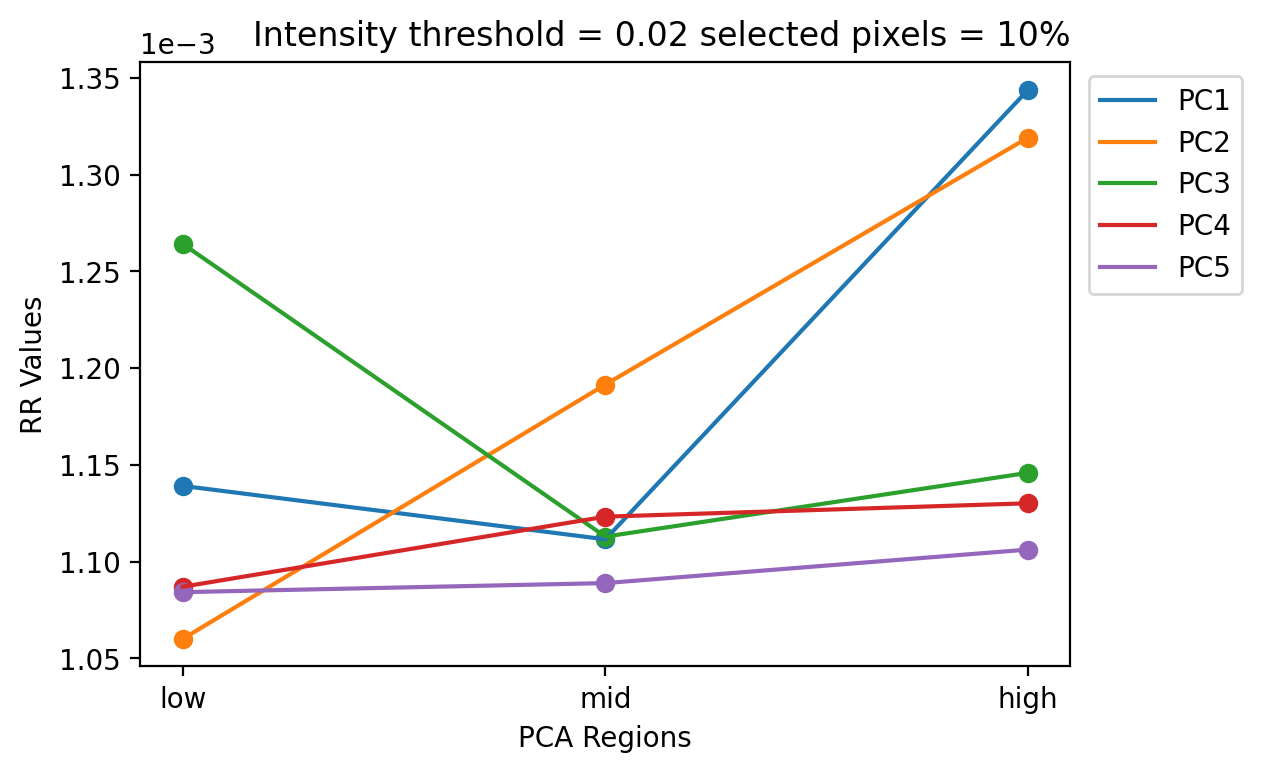 Intensity threshold = 0.02 selected pixels = 10%
1e−3
1.35
1.30
1.25
1.20
1.15
1.10
1.05
RR Values
low mid high
PCA Regions
PC1
PC2
PC3
PC4
PC5